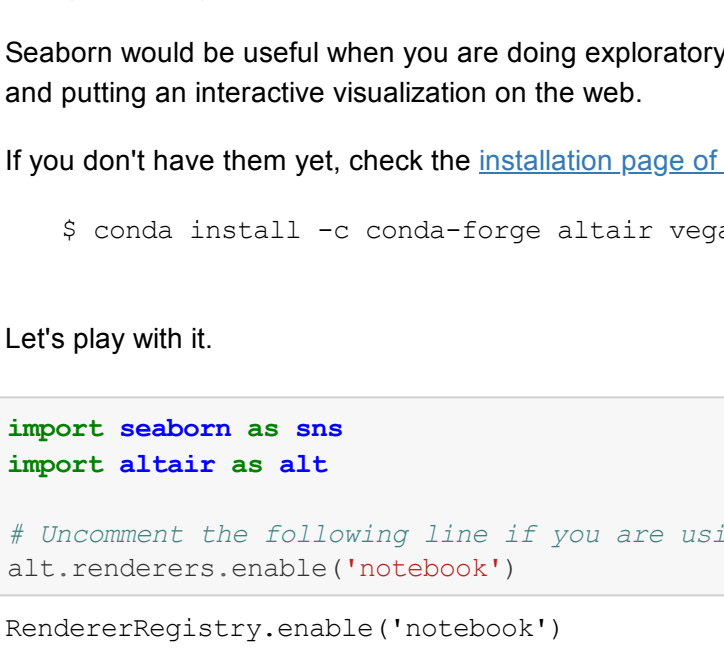 Seaborn would be useful when you are doing exploratory
and putting an interactive visualization on the web.
If you don't have them yet, check the installation page of
$ conda install -c conda-forge altair vega
Let's play with it.
import seaborn as sns
import altair as alt
# Uncomment the following line if you are usi
alt.renderers.enable('notebook')
RendererRegistry.enable('notebook')